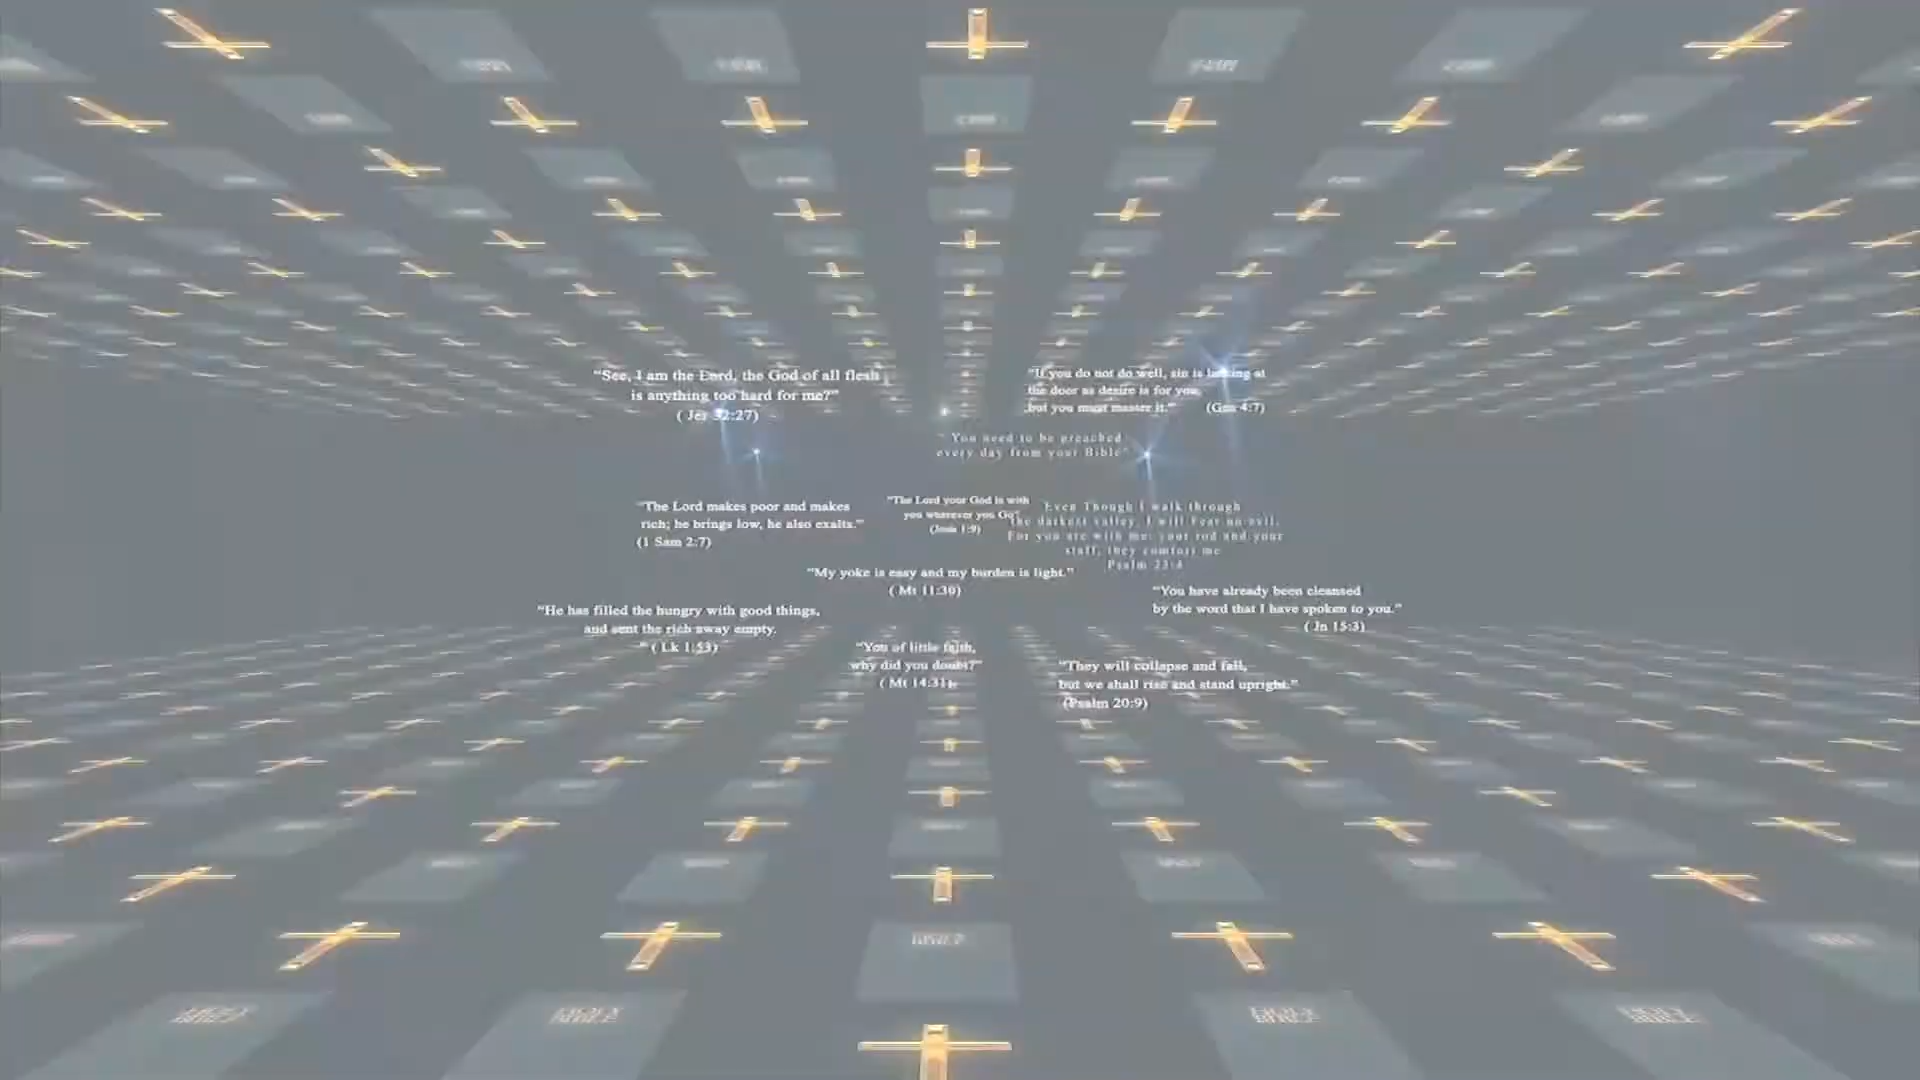 "See, I am the Lord, the God of all flesh
is anything too hard for me?"
( Jer 32:27)
"If you do not do well, sin is lurking at
the door as desire is for you,
but you must master it." (Gen 4:7)
" You need to be preached
every day from your Bible"
"The Lord makes poor and makes
rich; he brings low, he also exalts."
(1 Sam 2:7)
"The Lord your God is with
you wherever you Go"
(Josh 1:9)
Even Though I walk through
the darkest valley, I will Fear no evil,
For you are with me; your rod and your
staff, they comfort me
Psalm 23:4
"My yoke is easy and my burden is light."
( Mt 11:30)
"You have already been cleansed
by the word that I have spoken to you."
( Jn 15:3)
"He has filled the hungry with good things,
and sent the rich away empty.
" ( Lk 1:53)
"You of little faith,
why did you doubt?"
( Mt 14:31)
"They will collapse and fall,
but we shall rise and stand upright."
(Psalm 20:9)
HOLY
BIBLE
HOLY
BIBLE
HOLY
BIBLE
HOLY
BIBLE